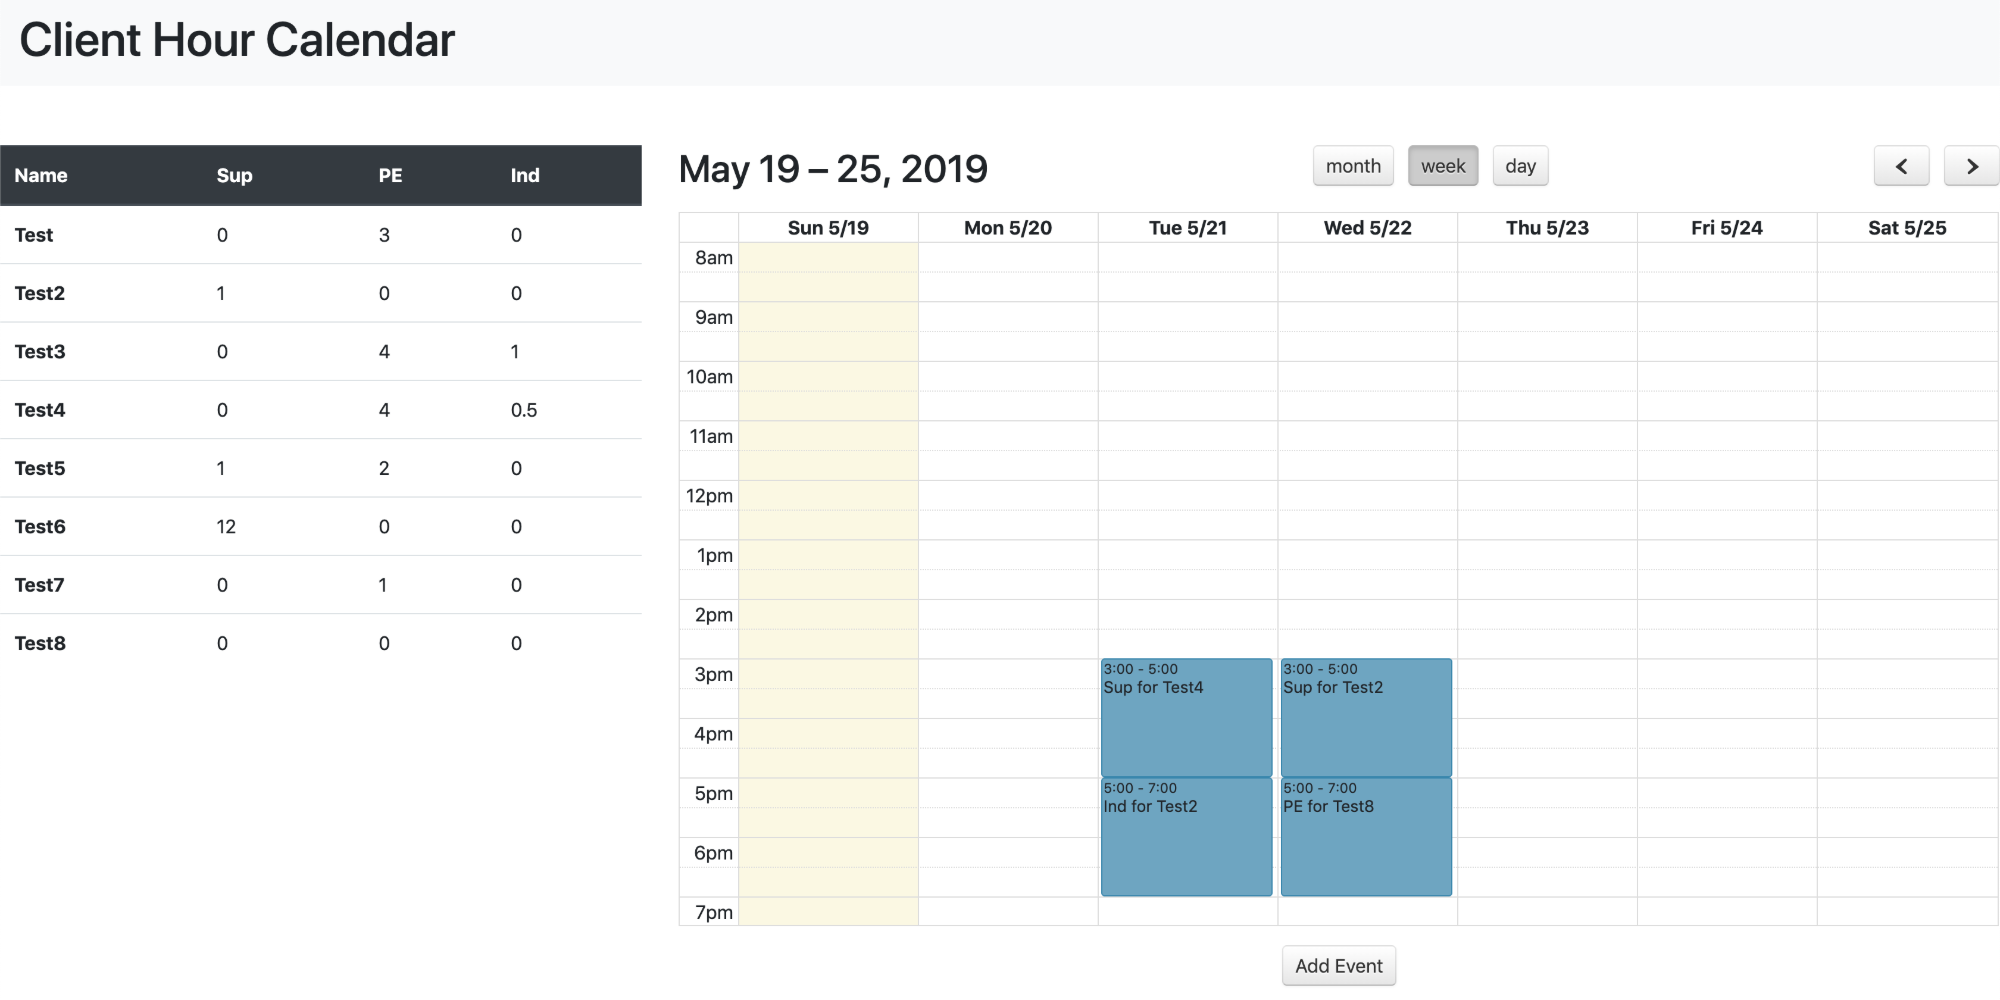 Client Hour Calendar
Name Sup PE Ind
Test 0 3 0
Test2 1 0 0
Test3 0 4 1
Test4 0 4 0.5
Test5 1 2 0
Test6 12 0 0
Test7 0 1 0
Test8 0 0 0
May 19 – 25, 2019
month week day
Sun 5/19 Mon 5/20 Tue 5/21 Wed 5/22 Thu 5/23 Fri 5/24 Sat 5/25
8am
9am
10am
11am
12pm
1pm
2pm
3pm
4pm
5pm
6pm
7pm
3:00 - 5:00
Sup for Test4
5:00 - 7:00
Ind for Test2
3:00 - 5:00
Sup for Test2
5:00 - 7:00
PE for Test8
Add Event